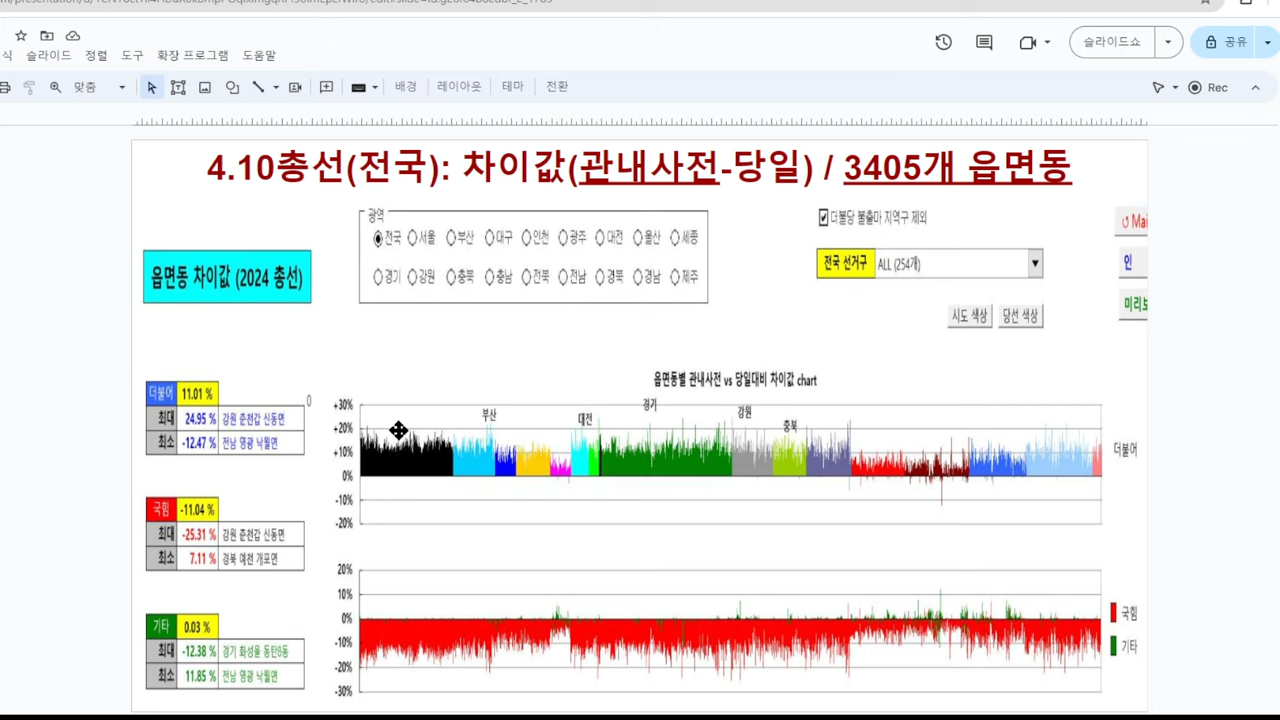 식 슬라이드 정렬 도구 확장 프로그램 도움말
슬라이드쇼
공유
맞춤
배경 레이아웃 테마 전환
Rec
4.10총선(전국): 차이값(관내사전-당일) / 3405개 읍면동
광역
전국 서울 부산 대구 인천 광주 대전 울산 세종
경기 강원 충북 충남 전북 전남 경북 경남 제주
더불당 불출마 지역구 제외
읍면동 차이값 (2024 총선)
전국 선거구 ALL (254개)
시도 색상 당선 색상
↺ Mai
인
미리보
읍면동별 관내사전 vs 당일대비 차이값 chart
더불어 11.01 %
최대 24.95 % 강원 춘천갑 신동면
최소 -12.47 % 전남 영광 낙월면
0
+30%
+20%
+10%
0%
-10%
-20%
부산 대전 경기 강원 충북
더불어
국힘 -11.04 %
최대 -25.31 % 강원 춘천갑 신동면
최소 7.11 % 경북 예천 개포면
기타 0.03 %
최대 -12.38 % 경기 화성을 동탄6동
최소 11.85 % 전남 영광 낙월면
20%
10%
0%
-10%
-20%
-30%
국힘
기타